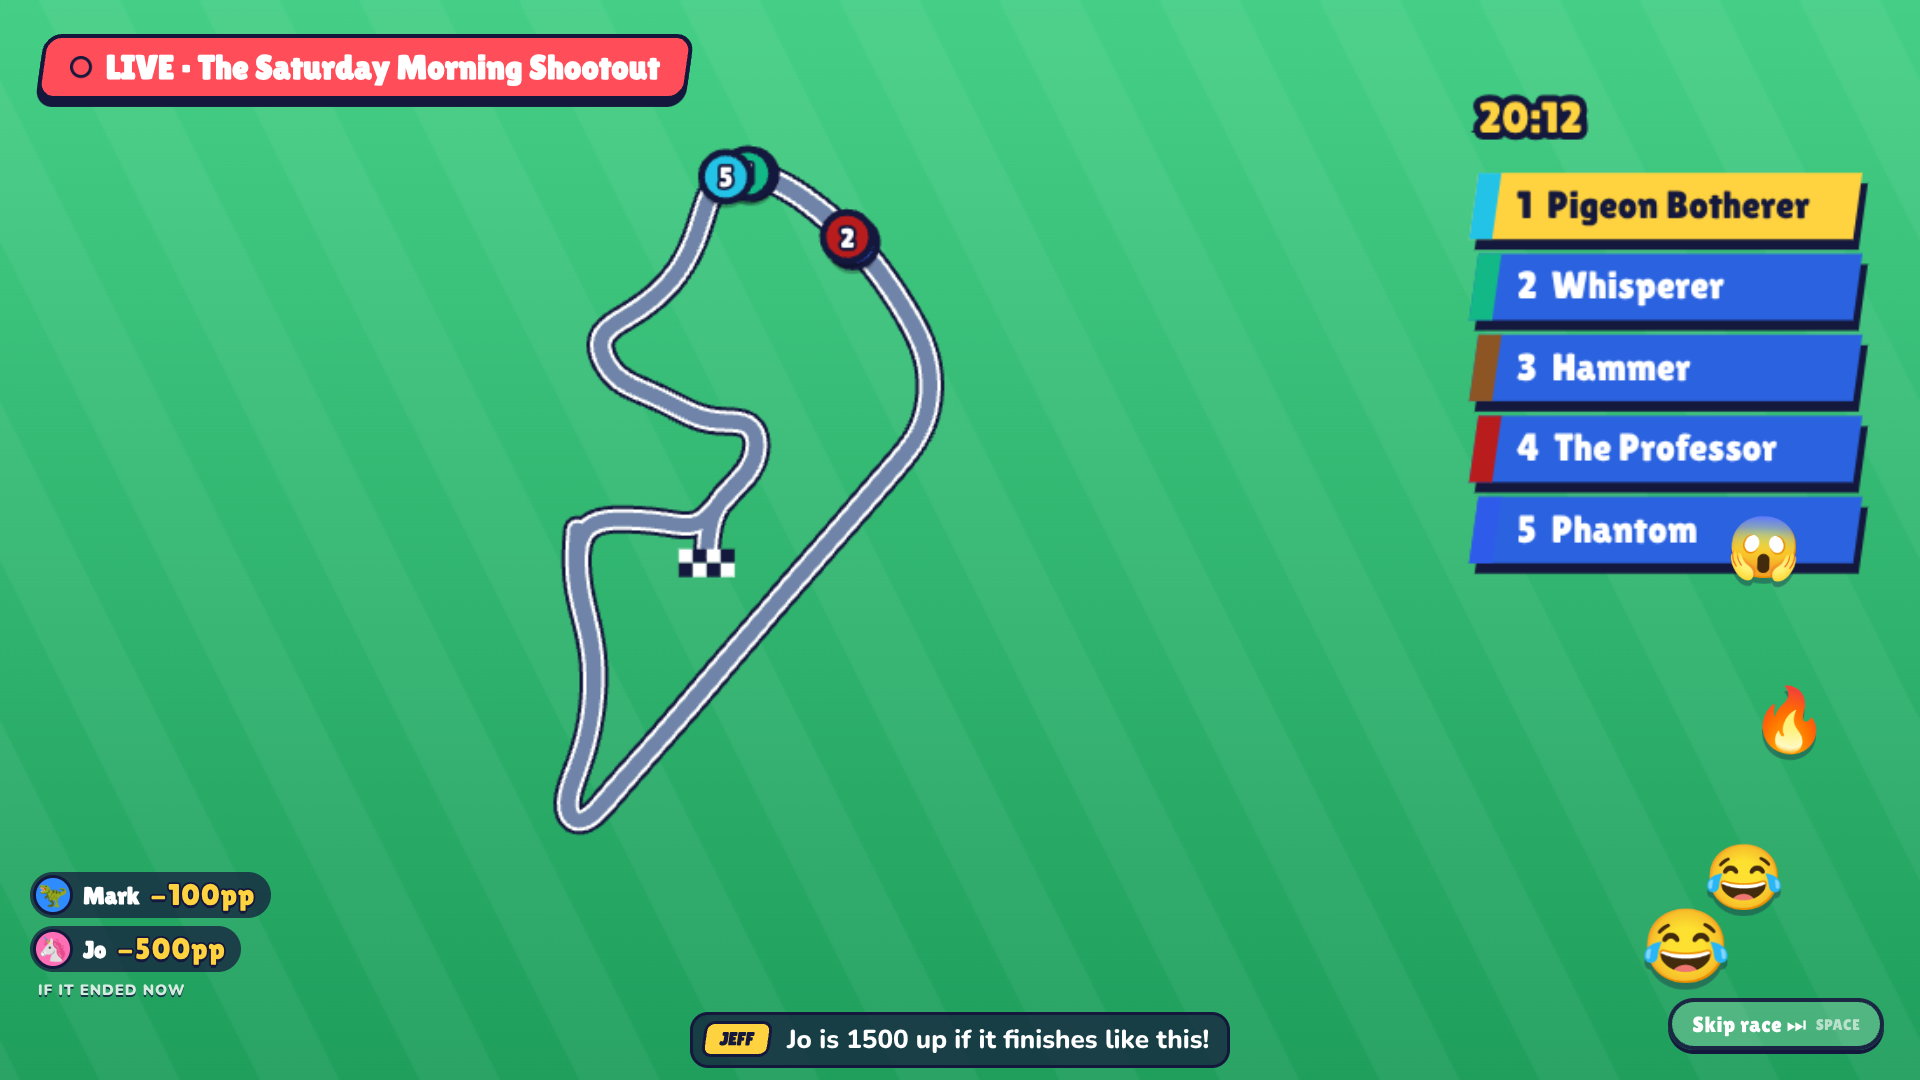 LIVE · The Saturday Morning Shootout
20:12
1 Pigeon Botherer
2 Whisperer
3 Hammer
4 The Professor
5 Phantom
5
2
Mark -100pp
Jo -500pp
IF IT ENDED NOW
JEFF Jo is 1500 up if it finishes like this!
Skip race SPACE